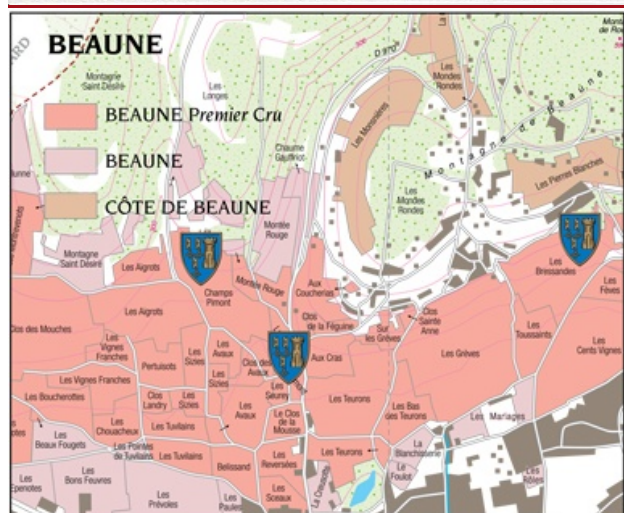 BEAUNE
BEAUNE Premier Cru
BEAUNE
CÔTE DE BEAUNE
Montagne
Saint Désiré
Les
Longes
D 970
Les
Mondes
Rondes
Chaume
Gauffriot
Les Monsnières
Montagne de Beaune
Les
Mondes
Rondes
Les Pierres Blanches
Montée
Rouge
Montagne
Saint Désiré
Les Aigrots
Champs
Pimont
Montée Rouge
Aux
Coucherias
Les
Bressandes
Les
Fèves
Clos des Mouches
Les Aigrots
Clos
de la Féguine
Sur
les Grèves
Clos
Sainte
Anne
Les
Toussaints
Les
Cents Vignes
Les
Vignes
Franches
Pertuisots
Les
Sizies
Les
Avaux
Clos des
Avaux
Aux Cras
Les Grèves
Les Vignes Franches
Les
Sizies
Les
Seurey
Les Boucherottes
Clos
Landry
Les
Sizies
Les
Avaux
Le Clos
de la
Mousse
Les Teurons
Les Bas
des Teurons
Les Mariages
Les
Chouacheux
Les Tuvilains
Les
Beaux Fougets
Les Pointes
de Tuvilains
Les Tuvilains
Belissand
Les
Reversées
Les Teurons
La
Blanchisserie
Le
Foulot
Les
Rôles
Les
Epenotes
Les
Bons Feuvres
Les
Prévoles
Les
Paules
Les
Sceaux
La Creusotte